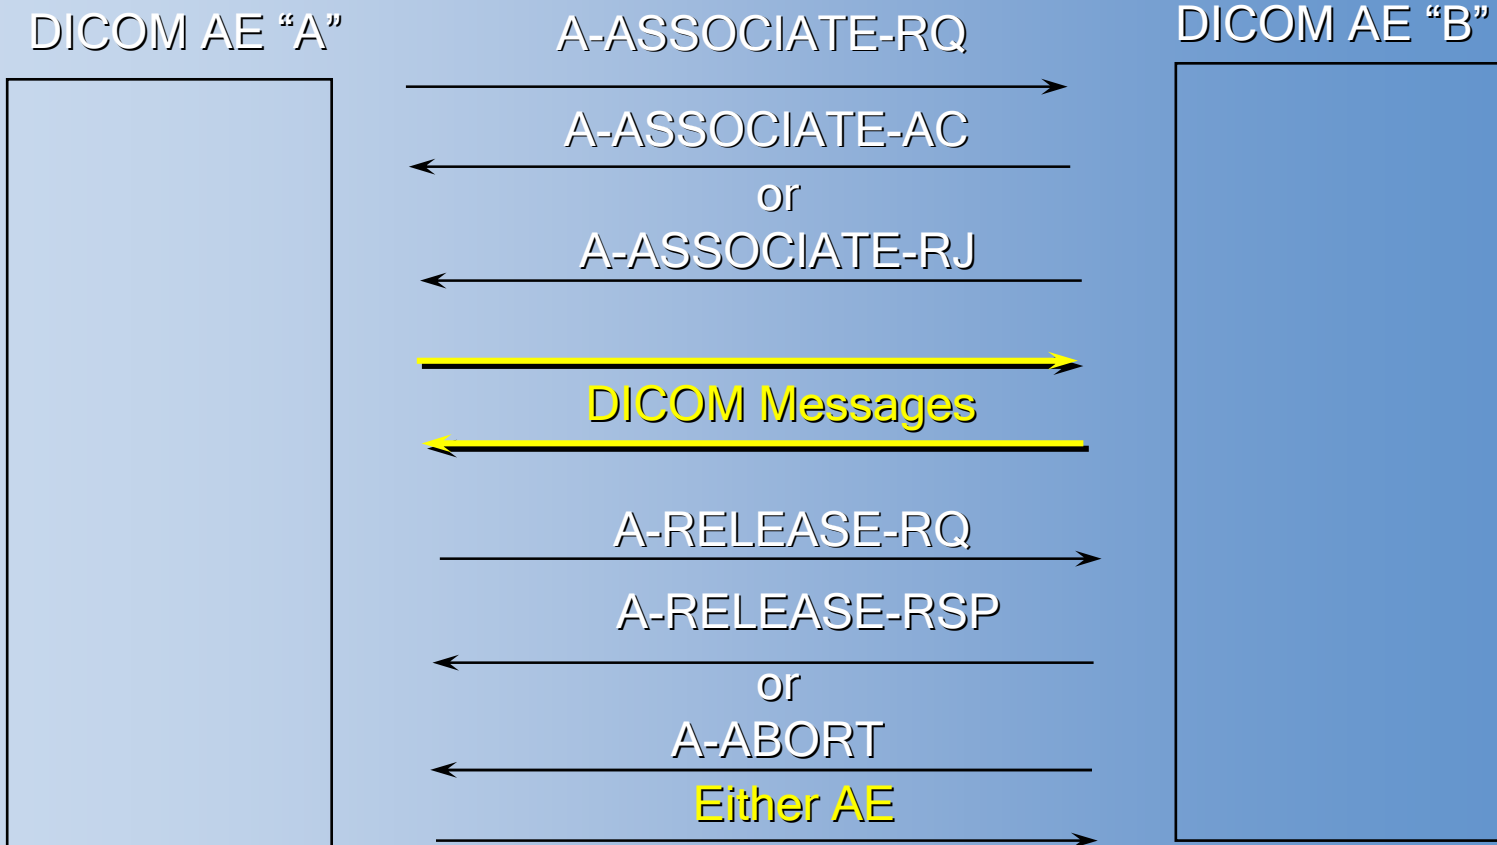 DICOM AE “A”
A-ASSOCIATE-RQ
DICOM AE “B”
A-ASSOCIATE-AC
or
A-ASSOCIATE-RJ
DICOM Messages
A-RELEASE-RQ
A-RELEASE-RSP
or
A-ABORT
Either AE